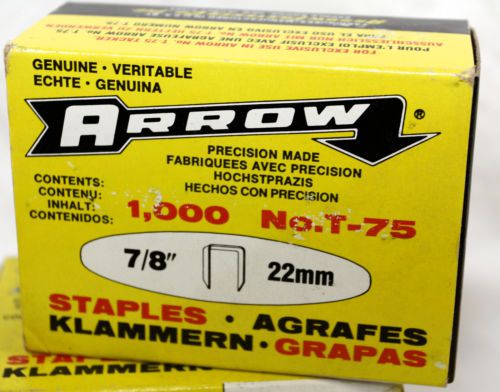 GENUINE · VERITABLE
ECHTE · GENUINA
ARROW®
PRECISION MADE
FABRIQUEES AVEC PRECISION
HOCHSTPRAZIS
HECHOS CON PRECISION
CONTENTS:
CONTENU:
INHALT:
CONTENIDOS:
1,000 No.T-75
7/8" 22mm
STAPLES · AGRAFES
KLAMMERN · GRAPAS
KLAMMERN